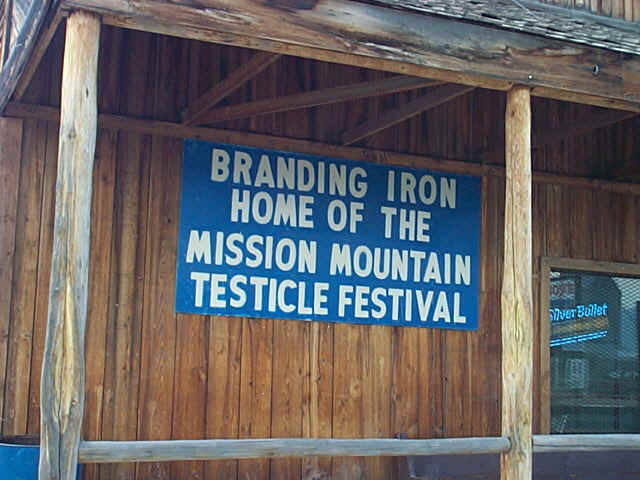 BRANDING IRON
HOME OF THE
MISSION MOUNTAIN
TESTICLE FESTIVAL
Silver Bullet